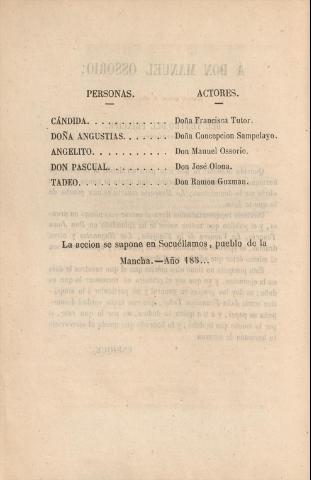 PERSONAS. ACTORES.
CÁNDIDA. . . . . . . . . . . . . Doña Francisca Tutor.
DOÑA ANGUSTIAS. . . . . . . . Doña Concepcion Sampelayo.
ANGELITO. . . . . . . . . . . . Don Manuel Ossorio.
DON PASCUAL. . . . . . . . . . Don José Olona.
TADEO. . . . . . . . . . . . . . Don Ramon Guzman.
La accion se supone en Socuéllamos, pueblo de la
Mancha.—Año 185...